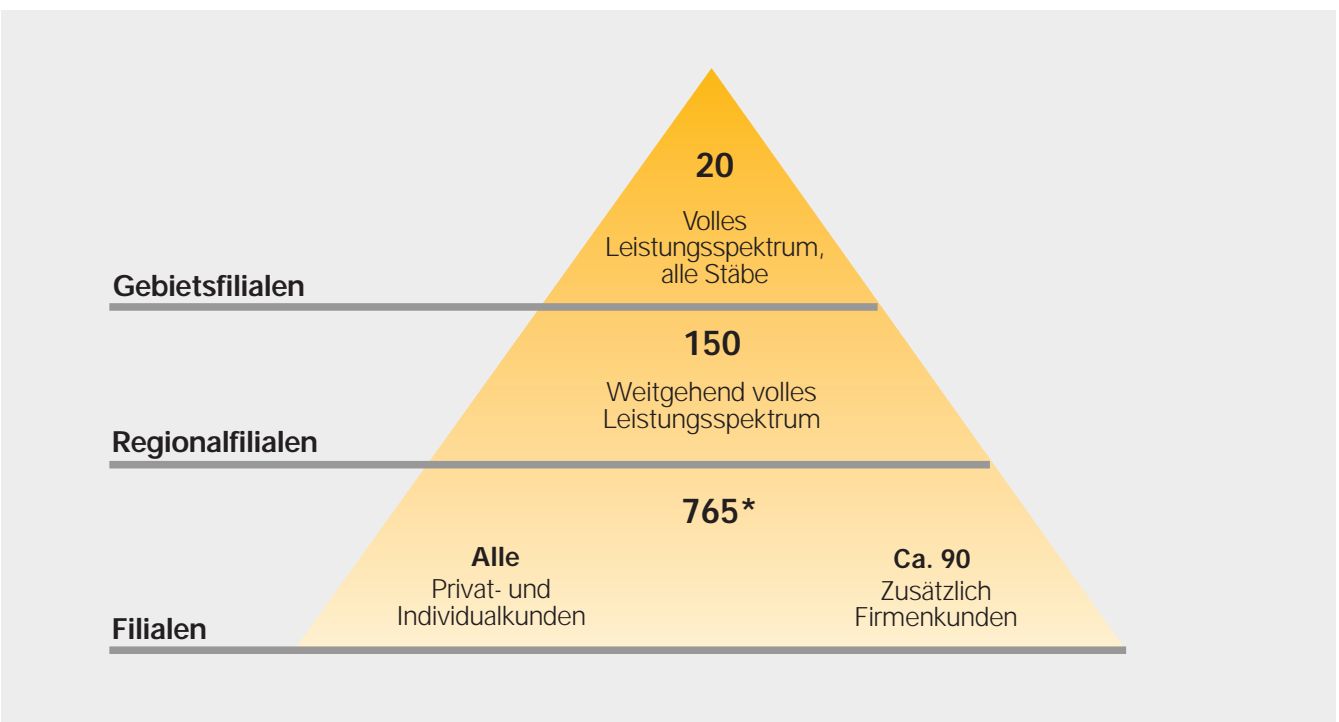 20
Volles
Leistungsspektrum,
alle Stäbe
Gebietsfilialen
150
Weitgehend volles
Leistungsspektrum
Regionalfilialen
765*
Alle
Privat- und
Individualkunden
Ca. 90
Zusätzlich
Firmenkunden
Filialen